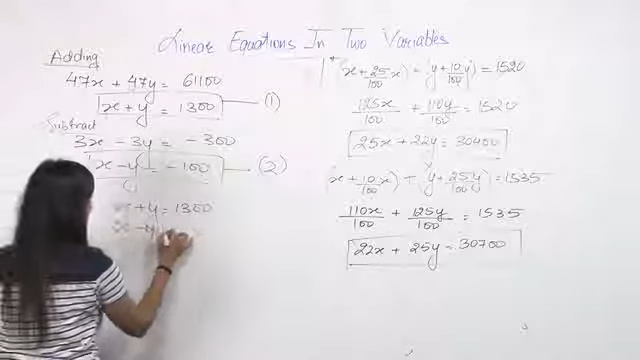 Linear Equations In Two Variables
Adding
47x + 47y = 61100
x + y = 1300 (1)
Subtract
3x - 3y = -300
x - y = -100 (2)
x + y = 1300
x - y
(x + 25/100 x) + (y + 10/100 y) = 1520
125x/100 + 110y/100 = 1520
25x + 22y = 30400
(x + 10/100 x) + (y + 25y/100) = 1535
110x/100 + 125y/100 = 1535
22x + 25y = 30700